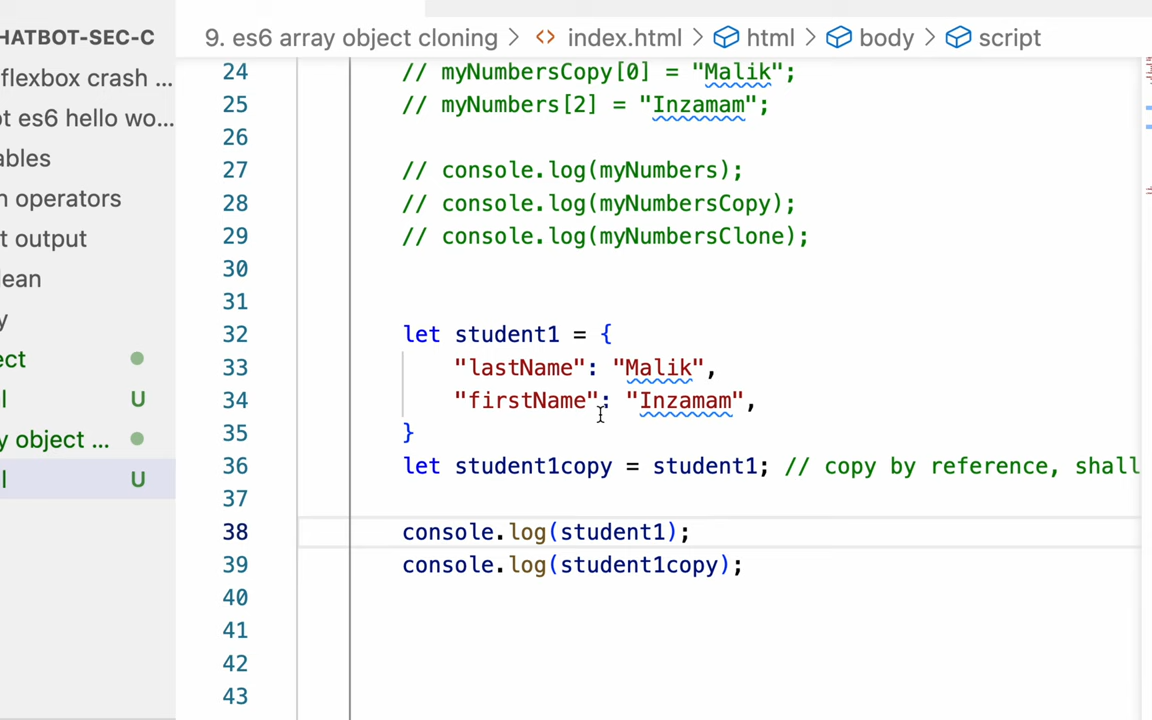 HATBOT-SEC-C
flexbox crash ...
t es6 hello wo...
ables
n operators
t output
lean
y
ect
l U
y object ...
l U
9. es6 array object cloning > <> index.html > html > body > script
24 // myNumbersCopy[0] = "Malik";
25 // myNumbers[2] = "Inzamam";
26
27 // console.log(myNumbers);
28 // console.log(myNumbersCopy);
29 // console.log(myNumbersClone);
30
31
32 let student1 = {
33 "lastName": "Malik",
34 "firstName": "Inzamam",
35 }
36 let student1copy = student1; // copy by reference, shall
37
38 console.log(student1);
39 console.log(student1copy);
40
41
42
43